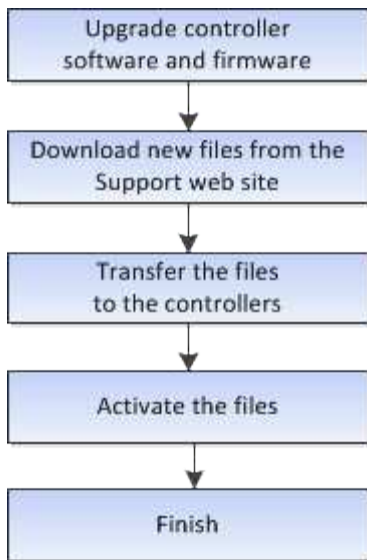 Upgrade controller
software and firmware
Download new files from the
Support web site
Transfer the files
to the controllers
Activate the files
Finish